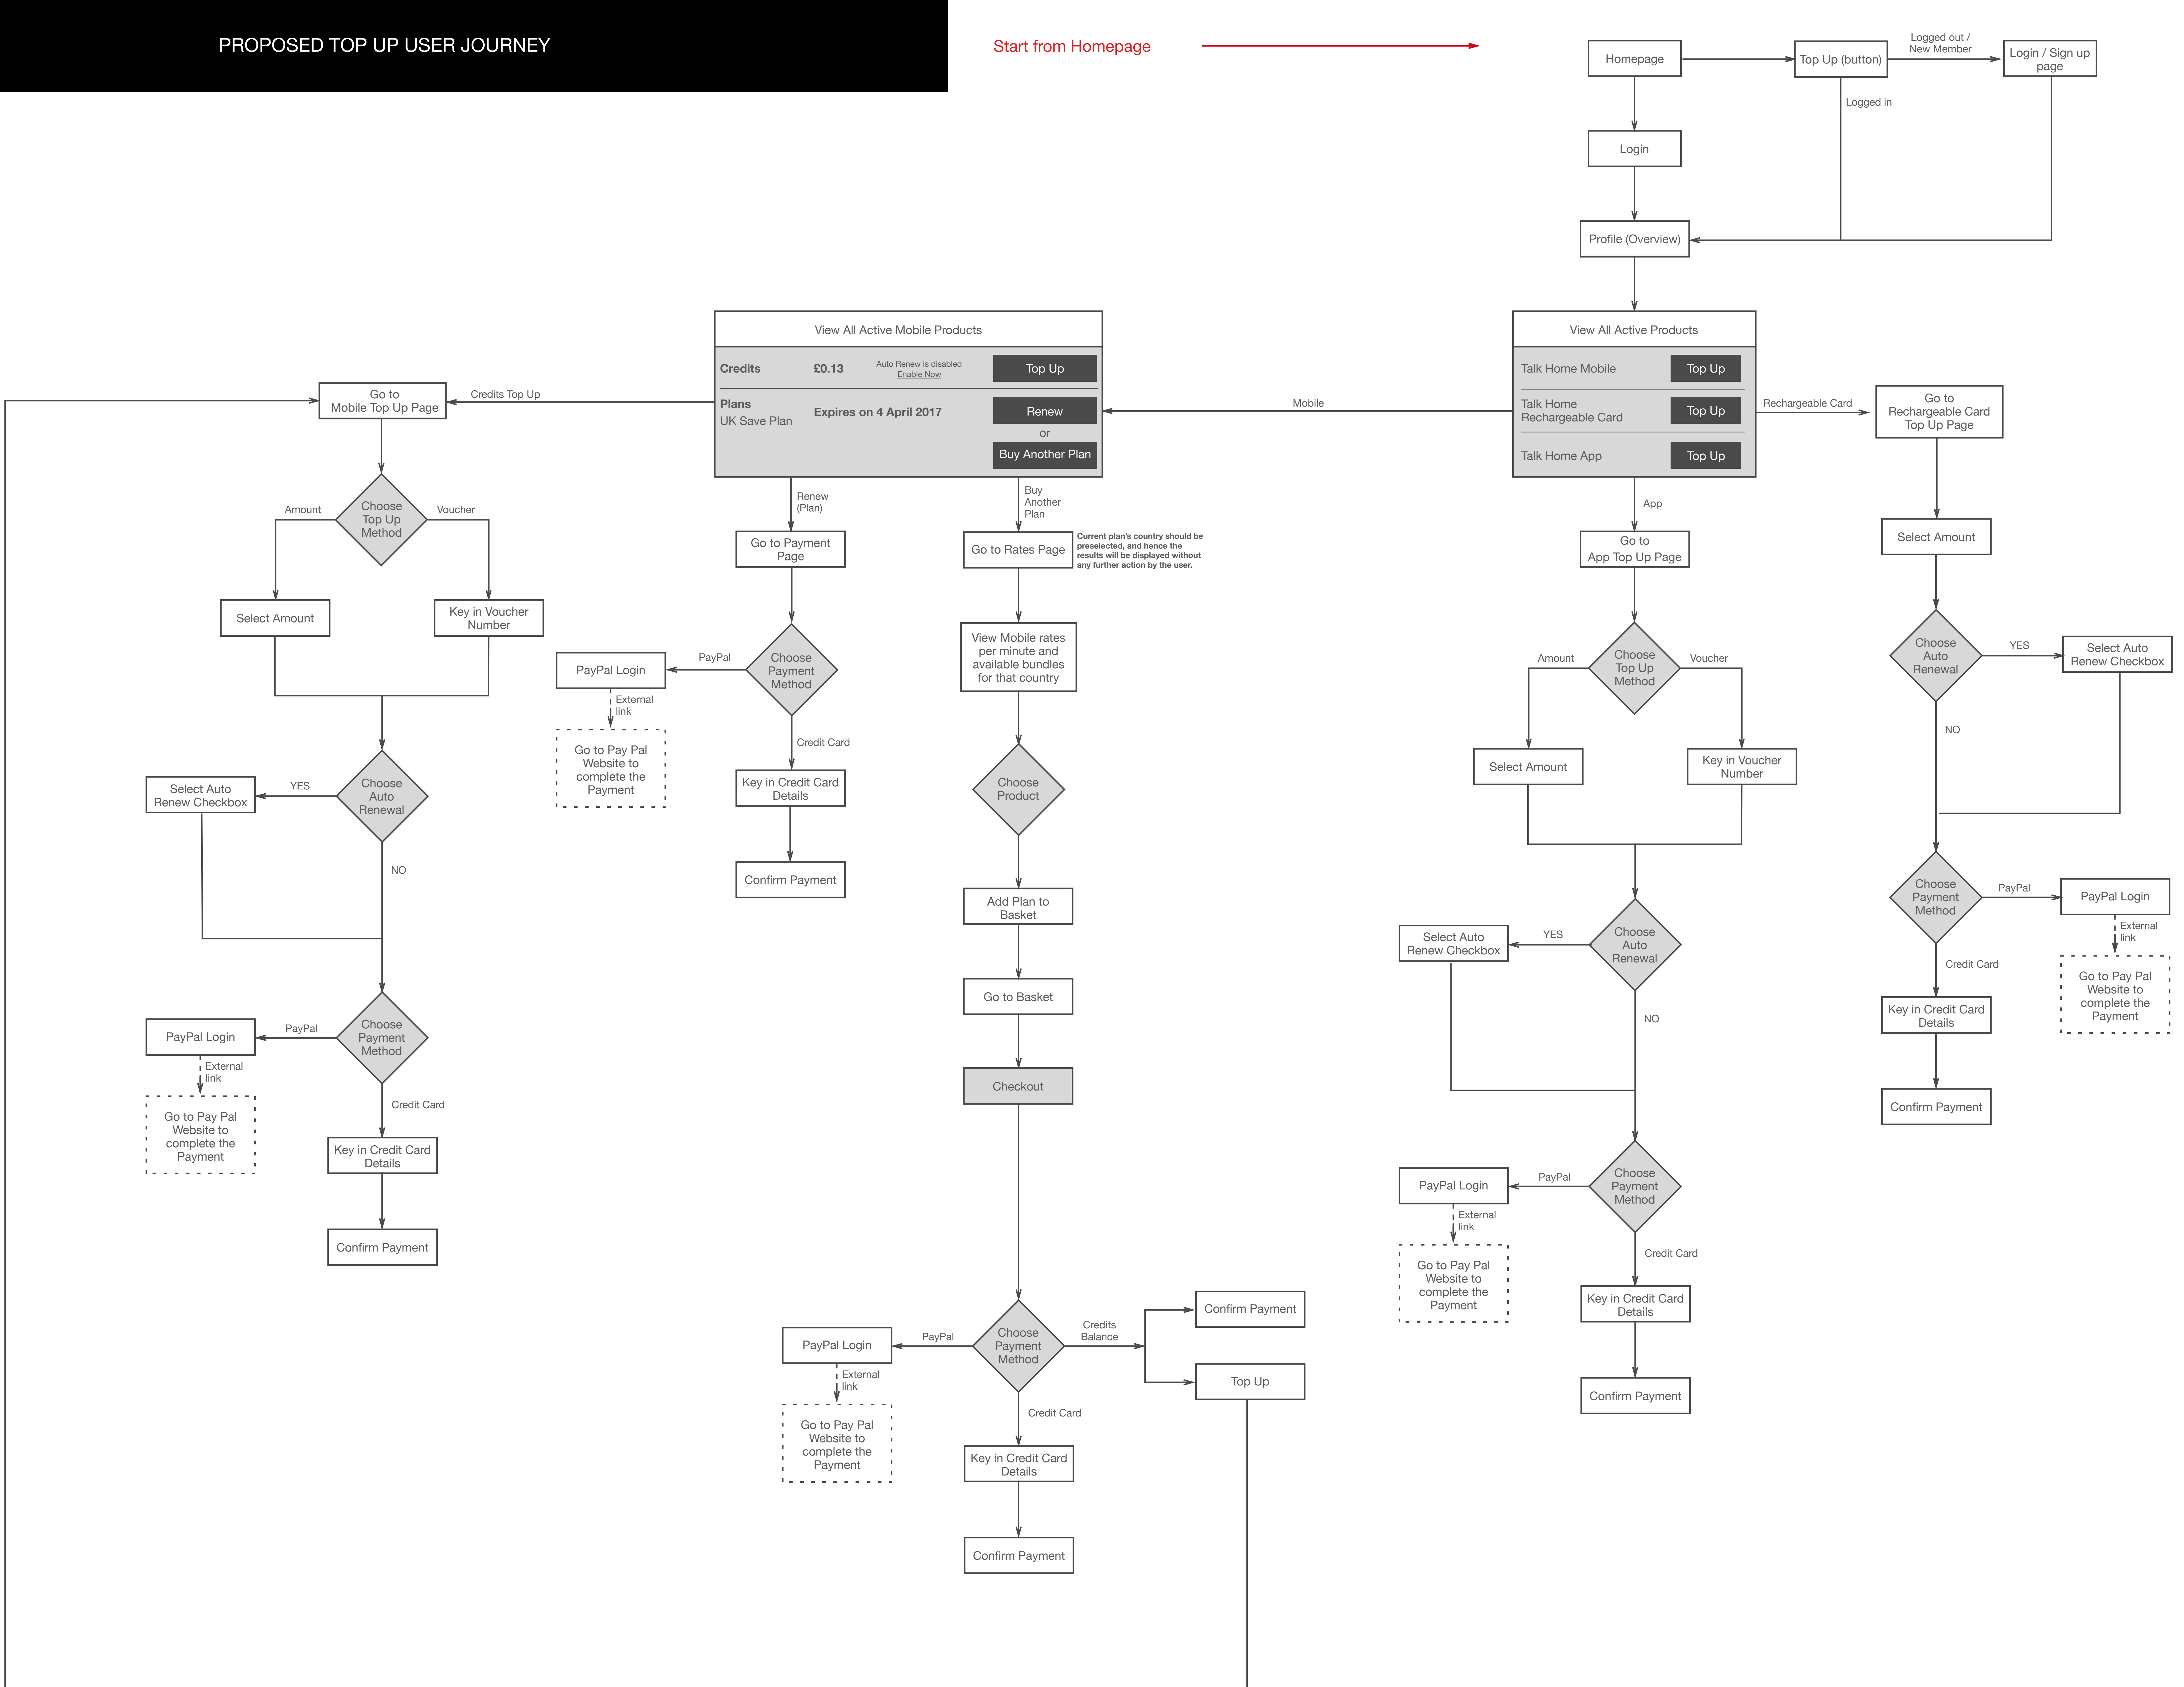 PROPOSED TOP UP USER JOURNEY
Start from Homepage
Homepage
Top Up (button)
Logged out /
New Member
Login / Sign up
page
Logged in
Login
Profile (Overview)
View All Active Products
Talk Home Mobile
Top Up
Talk Home
Rechargeable Card
Top Up
Talk Home App
Top Up
Mobile
Rechargeable Card
App
View All Active Mobile Products
Credits
£0.13
Auto Renew is disabled
Enable Now
Top Up
Plans
UK Save Plan
Expires on 4 April 2017
Renew
or
Buy Another Plan
Credits Top Up
Go to
Mobile Top Up Page
Choose
Top Up
Method
Amount
Voucher
Select Amount
Key in Voucher
Number
Choose
Auto
Renewal
YES
Select Auto
Renew Checkbox
NO
Choose
Payment
Method
PayPal
PayPal Login
External
link
Go to Pay Pal
Website to
complete the
Payment
Credit Card
Key in Credit Card
Details
Confirm Payment
Renew
(Plan)
Go to Payment
Page
Choose
Payment
Method
PayPal
PayPal Login
External
link
Go to Pay Pal
Website to
complete the
Payment
Credit Card
Key in Credit Card
Details
Confirm Payment
Buy
Another
Plan
Go to Rates Page
Current plan's country should be
preselected, and hence the
results will be displayed without
any further action by the user.
View Mobile rates
per minute and
available bundles
for that country
Choose
Product
Add Plan to
Basket
Go to Basket
Checkout
Choose
Payment
Method
PayPal
PayPal Login
External
link
Go to Pay Pal
Website to
complete the
Payment
Credits
Balance
Confirm Payment
Top Up
Credit Card
Key in Credit Card
Details
Confirm Payment
Go to
App Top Up Page
Choose
Top Up
Method
Amount
Voucher
Select Amount
Key in Voucher
Number
Choose
Auto
Renewal
YES
Select Auto
Renew Checkbox
NO
Choose
Payment
Method
PayPal
PayPal Login
External
link
Go to Pay Pal
Website to
complete the
Payment
Credit Card
Key in Credit Card
Details
Confirm Payment
Go to
Rechargeable Card
Top Up Page
Select Amount
Choose
Auto
Renewal
YES
Select Auto
Renew Checkbox
NO
Choose
Payment
Method
PayPal
PayPal Login
External
link
Go to Pay Pal
Website to
complete the
Payment
Credit Card
Key in Credit Card
Details
Confirm Payment